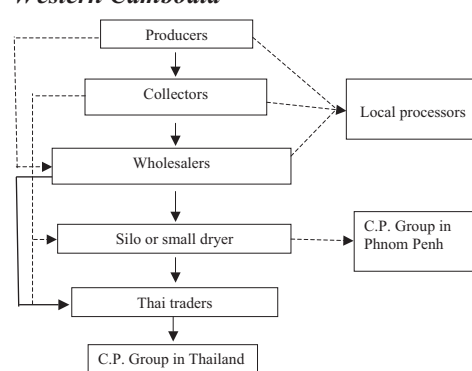 Western Cambodia
Producers
Collectors
Local processors
Wholesalers
Silo or small dryer
C.P. Group in
Phnom Penh
Thai traders
C.P. Group in Thailand